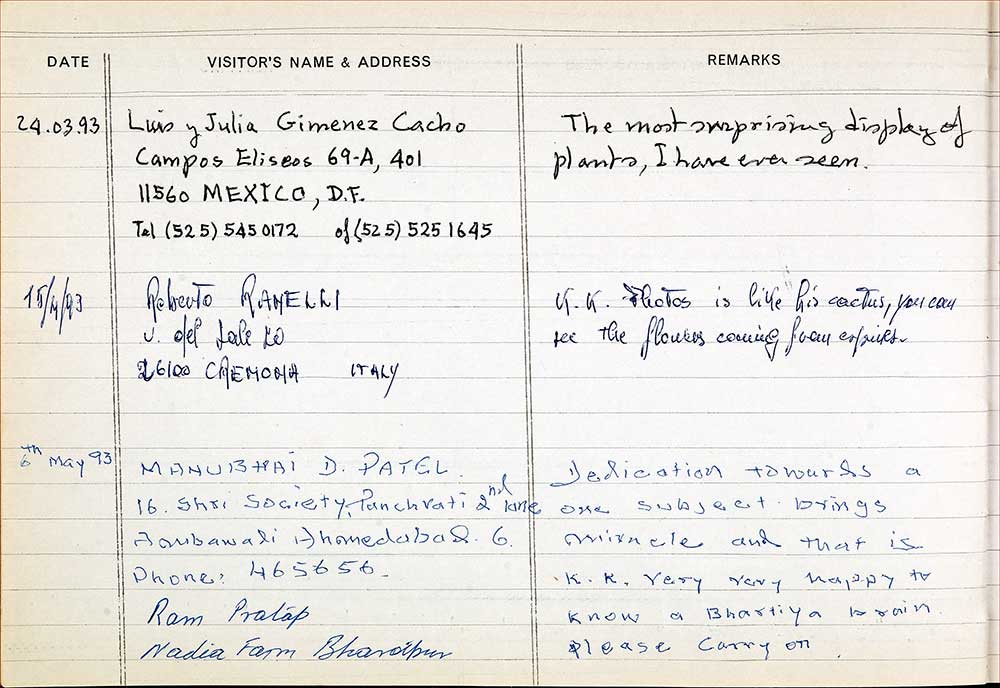 DATE VISITOR'S NAME & ADDRESS REMARKS
24.03.93 Luis y Julia Gimenez Cacho
Campos Eliseos 69-A, 401
11560 MEXICO, D.F.
Tel (525) 545 0172 of (525) 525 1645
The most surprising display of
plants, I have ever seen.
15/4/93 Roberto RAMELLI
v. del Sale
26100 CREMONA ITALY
K.K. Photos is like his cactus, you can
see the flowers coming from
6th May 93 MANUBHAI D. PATEL
16. Shri Society, Panchvati 2nd lane
Ambawadi Ahmedabad. 6.
Phone: 465656.
Dedication towards a
one subject brings
miracle and that is
K.K. very very happy to
know a Bhartiya brain
please carry on
Ram Pratap
Nadia Farm Bharatpur